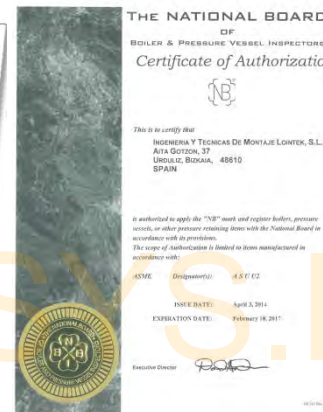 THE NATIONAL BOARD
OF
BOILER & PRESSURE VESSEL INSPECTORS
Certificate of Authorizatio
NB
This is to certify that
INGENIERIA Y TECNICAS DE MONTAJE LOINTEK, S.L.
AITA GOTZON, 37
URDULIZ, BIZKAIA, 48610
SPAIN
is authorized to apply the "NB" mark and register boilers, pressure
vessels, or other pressure retaining items with the National Board in
accordance with its provisions.
The scope of Authorization is limited to items manufactured in
accordance with:
ASME Designator(s): A S U U2
ISSUE DATE: April 3, 2014
EXPIRATION DATE: February 18, 2017
Executive Director